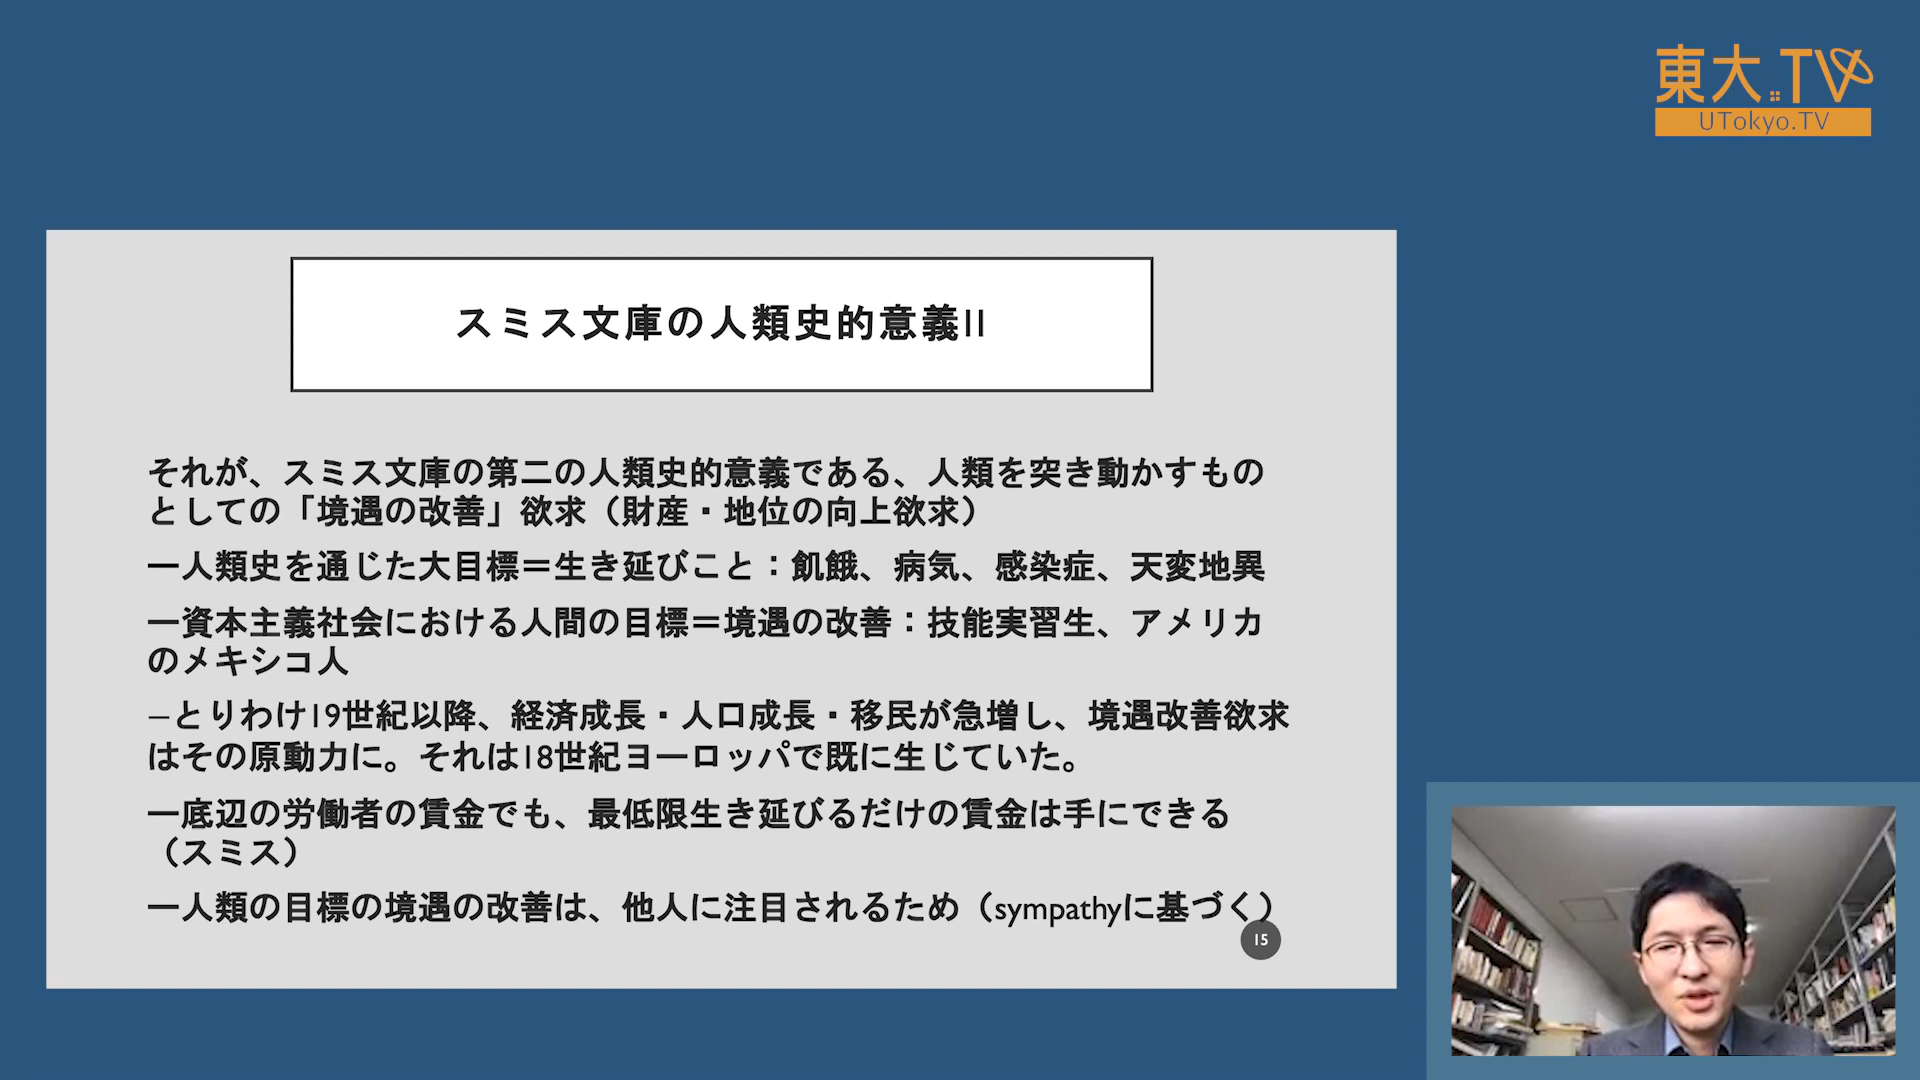 東大.TV
UTokyo.TV
スミス文庫の人類史的意義II
それが、スミス文庫の第二の人類史的意義である、人類を突き動かすもの
としての「境遇の改善」欲求（財産・地位の向上欲求）
ー人類史を通じた大目標＝生き延びこと：飢餓、病気、感染症、天変地異
ー資本主義社会における人間の目標＝境遇の改善：技能実習生、アメリカ
のメキシコ人
–とりわけ19世紀以降、経済成長・人口成長・移民が急増し、境遇改善欲求
はその原動力に。それは18世紀ヨーロッパで既に生じていた。
ー底辺の労働者の賃金でも、最低限生き延びるだけの賃金は手にできる
（スミス）
ー人類の目標の境遇の改善は、他人に注目されるため（sympathyに基づく）
15